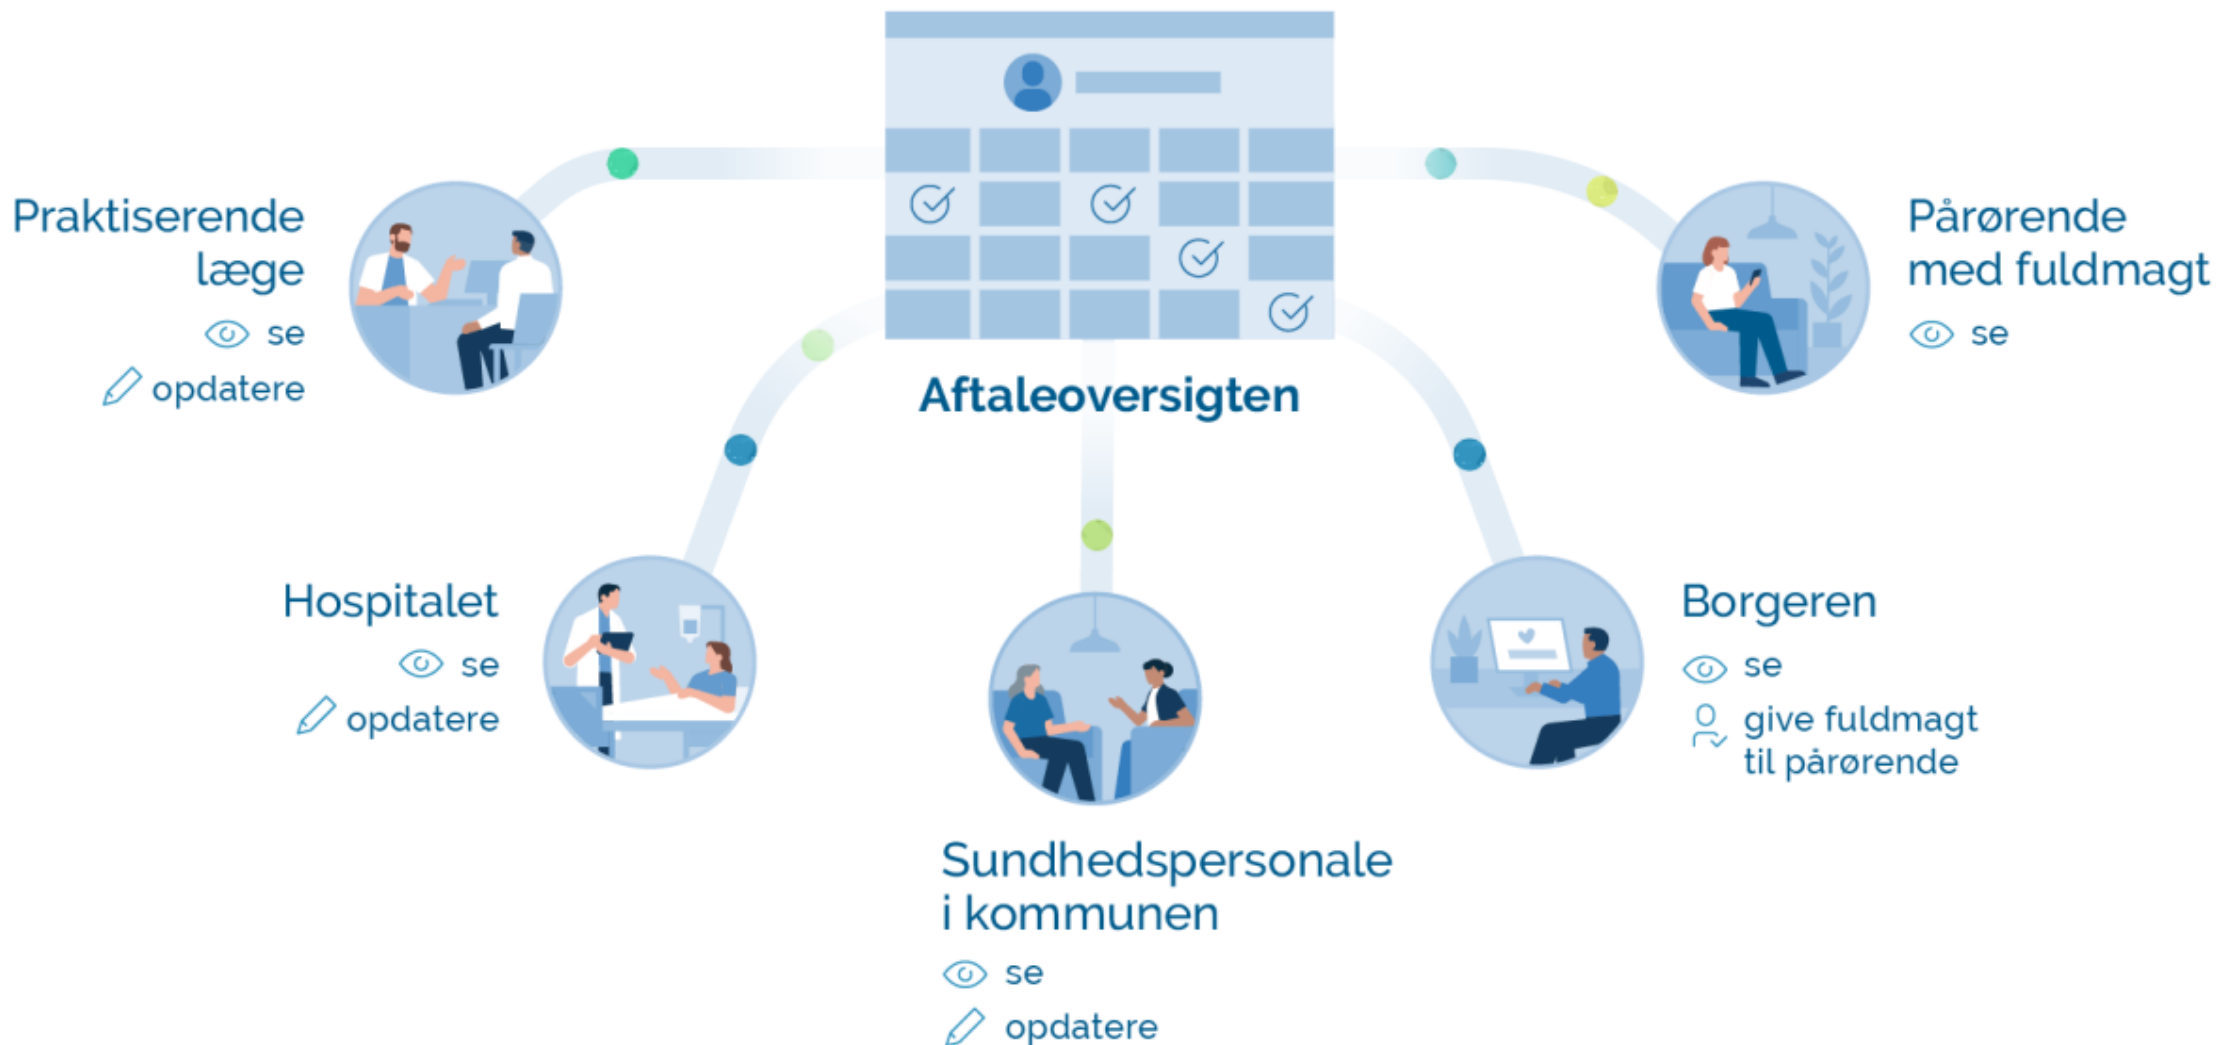 Aftaleoversigten
Praktiserende
læge
se
opdatere
Hospitalet
se
opdatere
Sundhedspersonale
i kommunen
se
opdatere
Borgeren
se
give fuldmagt
til pårørende
Pårørende
med fuldmagt
se